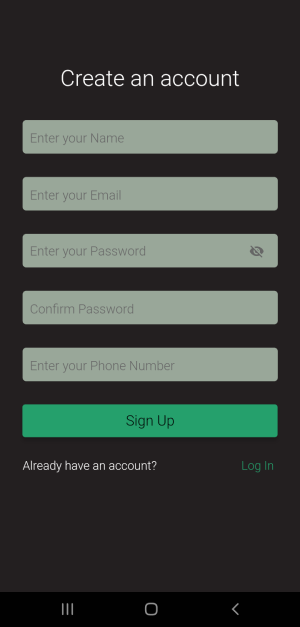 Create an account
Enter your Name
Enter your Email
Enter your Password
Confirm Password
Enter your Phone Number
Sign Up
Already have an account? Log In